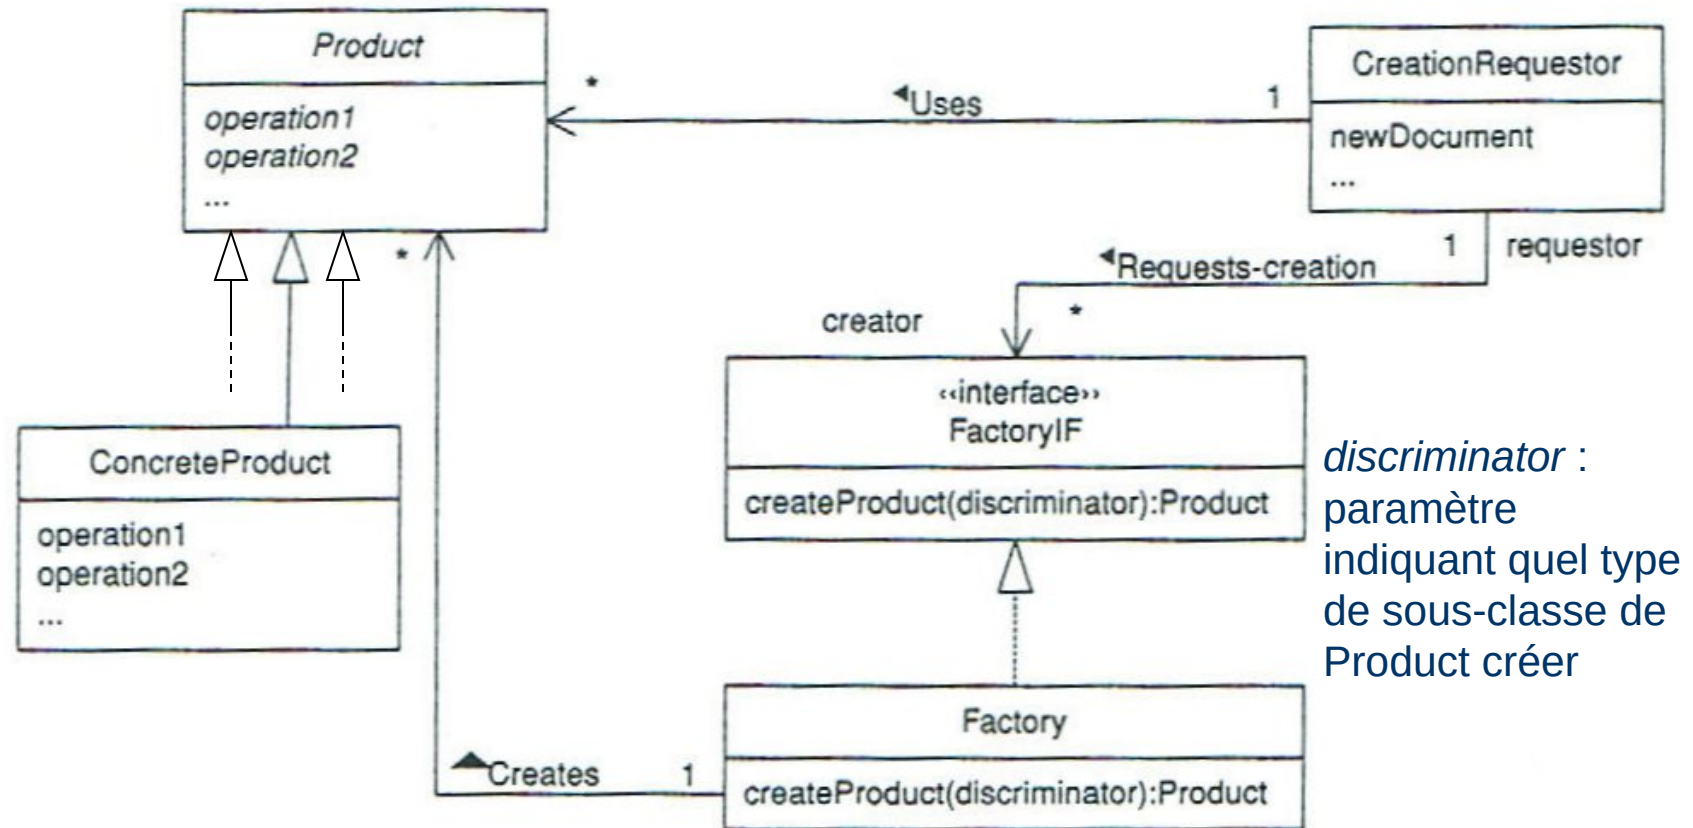 Product
operation1
operation2
...
*
◄Uses
1
CreationRequestor
newDocument
...
*
1
requestor
◄Requests-creation
*
creator
‹‹interface››
FactoryIF
createProduct(discriminator):Product
discriminator :
paramètre
indiquant quel type
de sous-classe de
Product créer
ConcreteProduct
operation1
operation2
...
Factory
createProduct(discriminator):Product
▲Creates
1